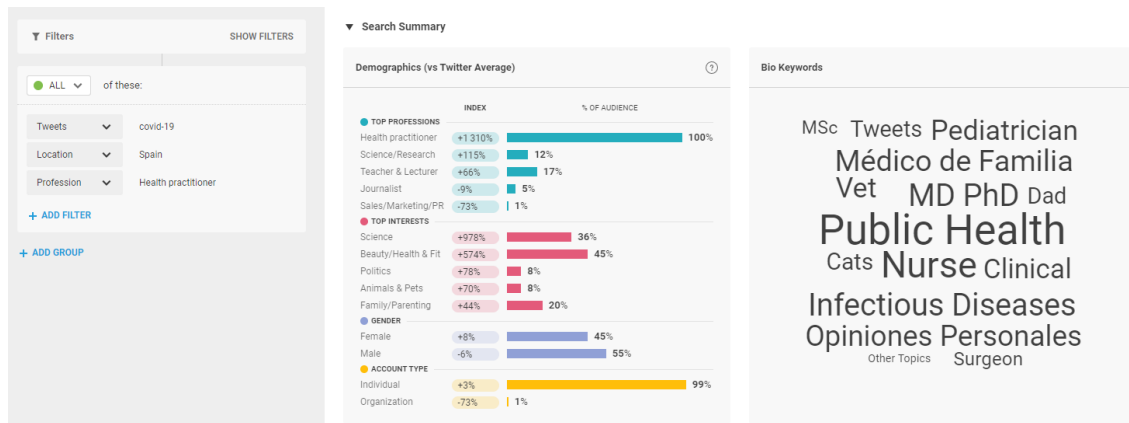 Filters SHOW FILTERS
ALL of these:
Tweets covid-19
Location Spain
Profession Health practitioner
+ ADD FILTER
+ ADD GROUP
Search Summary
Demographics (vs Twitter Average) ?
INDEX % OF AUDIENCE
TOP PROFESSIONS
Health practitioner +1 310% 100%
Science/Research +115% 12%
Teacher & Lecturer +66% 17%
Journalist -9% 5%
Sales/Marketing/PR -73% 1%
TOP INTERESTS
Science +978% 36%
Beauty/Health & Fit +574% 45%
Politics +78% 8%
Animals & Pets +70% 8%
Family/Parenting +44% 20%
GENDER
Female +8% 45%
Male -6% 55%
ACCOUNT TYPE
Individual +3% 99%
Organization -73% 1%
Bio Keywords
MSc Tweets Pediatrician
Médico de Familia
Vet MD PhD Dad
Public Health
Cats Nurse Clinical
Infectious Diseases
Opiniones Personales
Other Topics Surgeon